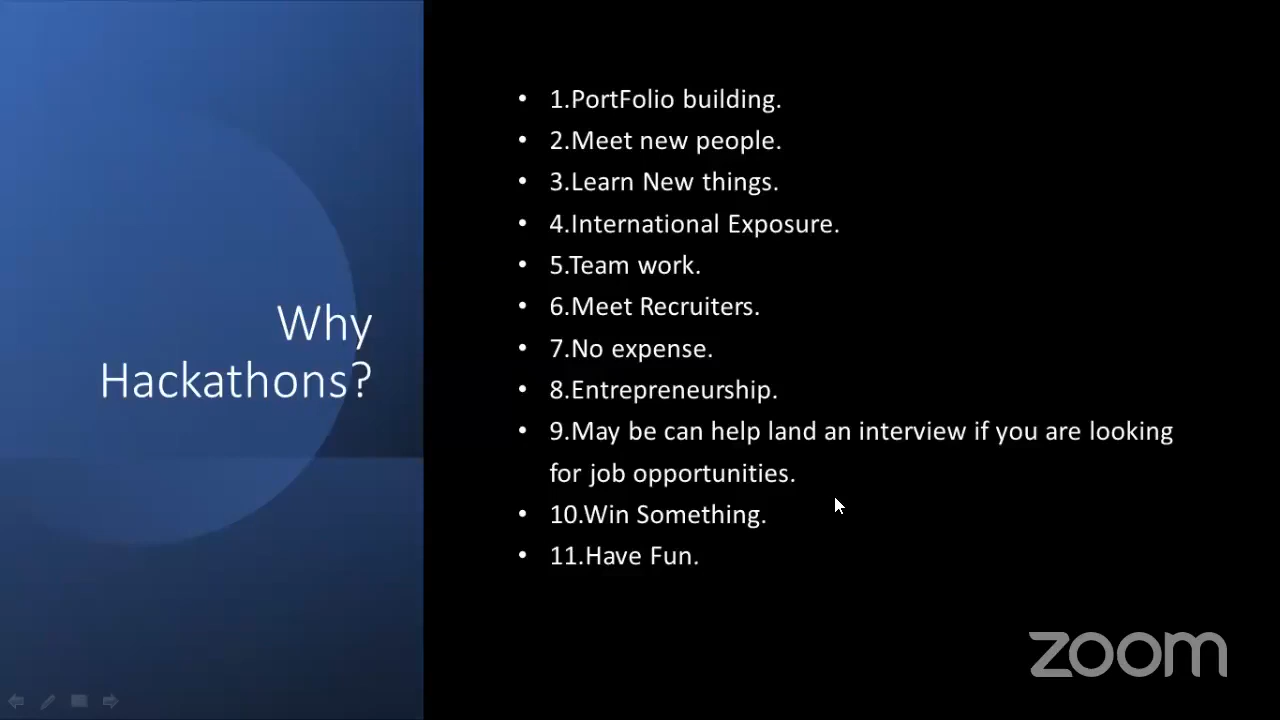 Why
Hackathons?
• 1.PortFolio building.
• 2.Meet new people.
• 3.Learn New things.
• 4.International Exposure.
• 5.Team work.
• 6.Meet Recruiters.
• 7.No expense.
• 8.Entrepreneurship.
• 9.May be can help land an interview if you are looking
for job opportunities.
• 10.Win Something.
• 11.Have Fun.
zoom